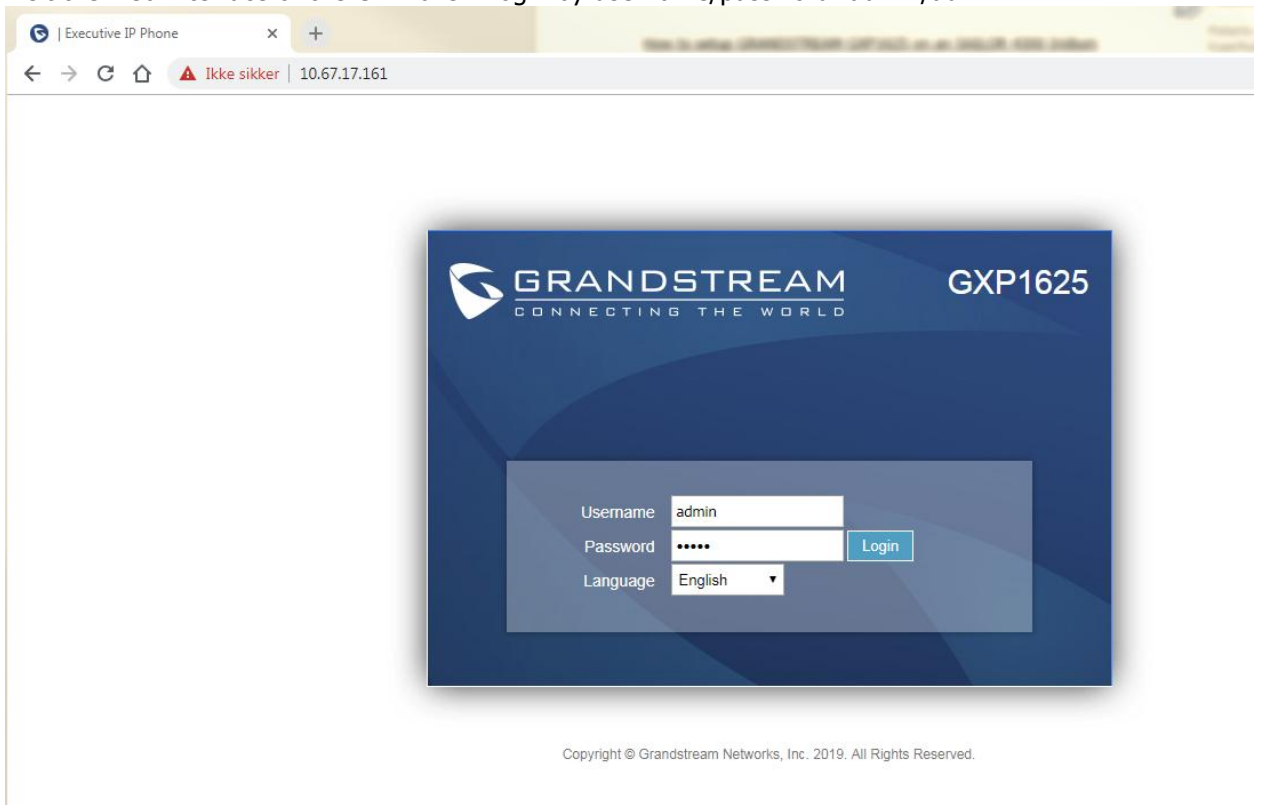 | Executive IP Phone
Ikke sikker | 10.67.17.161
GRANDSTREAM
CONNECTING THE WORLD
GXP1625
Username admin
Password ••••• Login
Language English
Copyright © Grandstream Networks, Inc. 2019. All Rights Reserved.